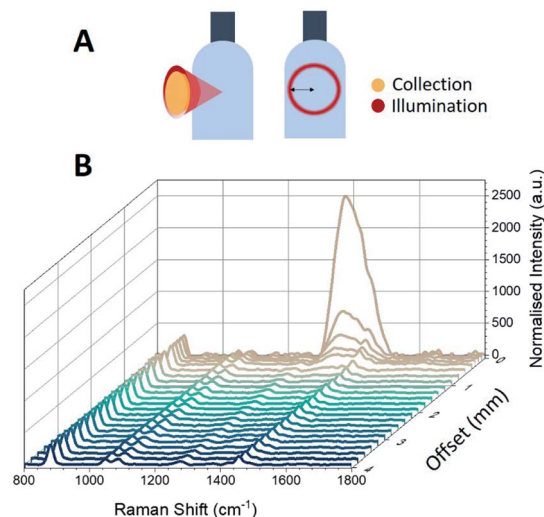 A
Collection
Illumination
B
2500
2000
1500
1000
500
0
Normalised Intensity (a.u.)
0
1
2
3
4
Offset (mm)
800
1000
1200
1400
1600
1800
Raman Shift (cm⁻¹)